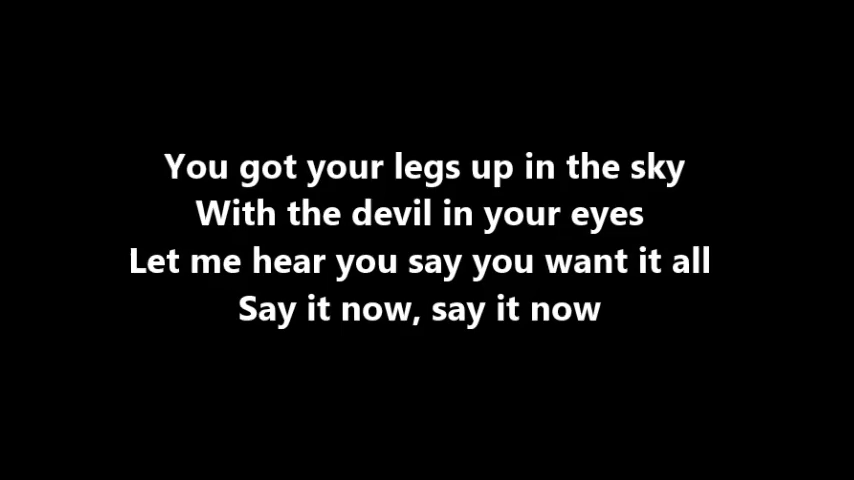 You got your legs up in the sky
With the devil in your eyes
Let me hear you say you want it all
Say it now, say it now